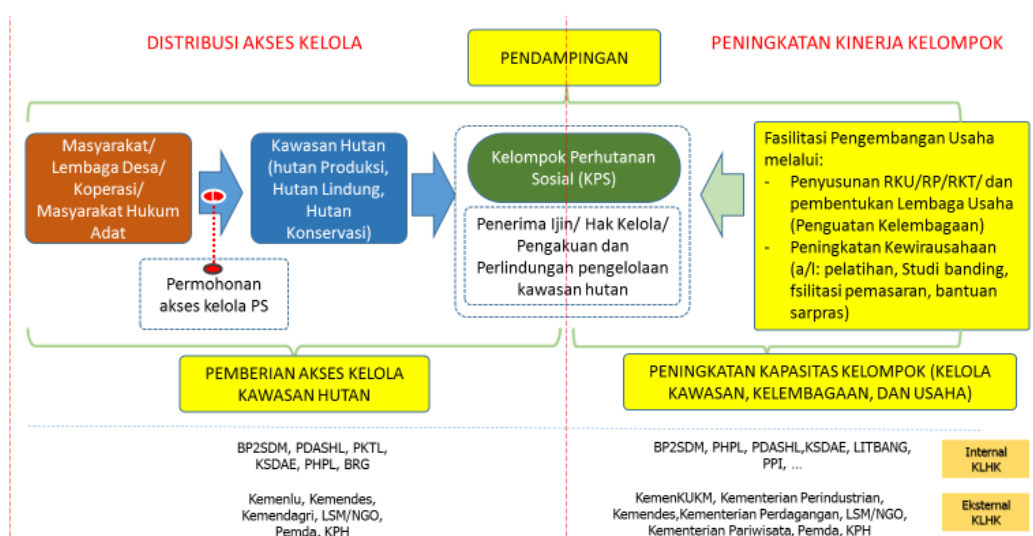 DISTRIBUSI AKSES KELOLA
PENINGKATAN KINERJA KELOMPOK
PENDAMPINGAN
Masyarakat/
Lembaga Desa/
Koperasi/
Masyarakat Hukum
Adat
Kawasan Hutan
(hutan Produksi,
Hutan Lindung,
Hutan
Konservasi)
Kelompok Perhutanan
Sosial (KPS)
Penerima Ijin/ Hak Kelola/
Pengakuan dan
Perlindungan pengelolaan
kawasan hutan
Fasilitasi Pengembangan Usaha
melalui:
- Penyusunan RKU/RP/RKT/ dan
pembentukan Lembaga Usaha
(Penguatan Kelembagaan)
- Peningkatan Kewirausahaan
(a/l: pelatihan, Studi banding,
fsilitasi pemasaran, bantuan
sarpras)
Permohonan
akses kelola PS
PEMBERIAN AKSES KELOLA
KAWASAN HUTAN
PENINGKATAN KAPASITAS KELOMPOK (KELOLA
KAWASAN, KELEMBAGAAN, DAN USAHA)
BP2SDM, PDASHL, PKTL,
KSDAE, PHPL, BRG
BP2SDM, PHPL, PDASHL,KSDAE, LITBANG,
PPI, ...
Internal
KLHK
Kemenlu, Kemendes,
Kemendagri, LSM/NGO,
Pemda, KPH
KemenKUKM, Kementerian Perindustrian,
Kemendes,Kementerian Perdagangan, LSM/NGO,
Kementerian Pariwisata, Pemda, KPH
Eksternal
KLHK